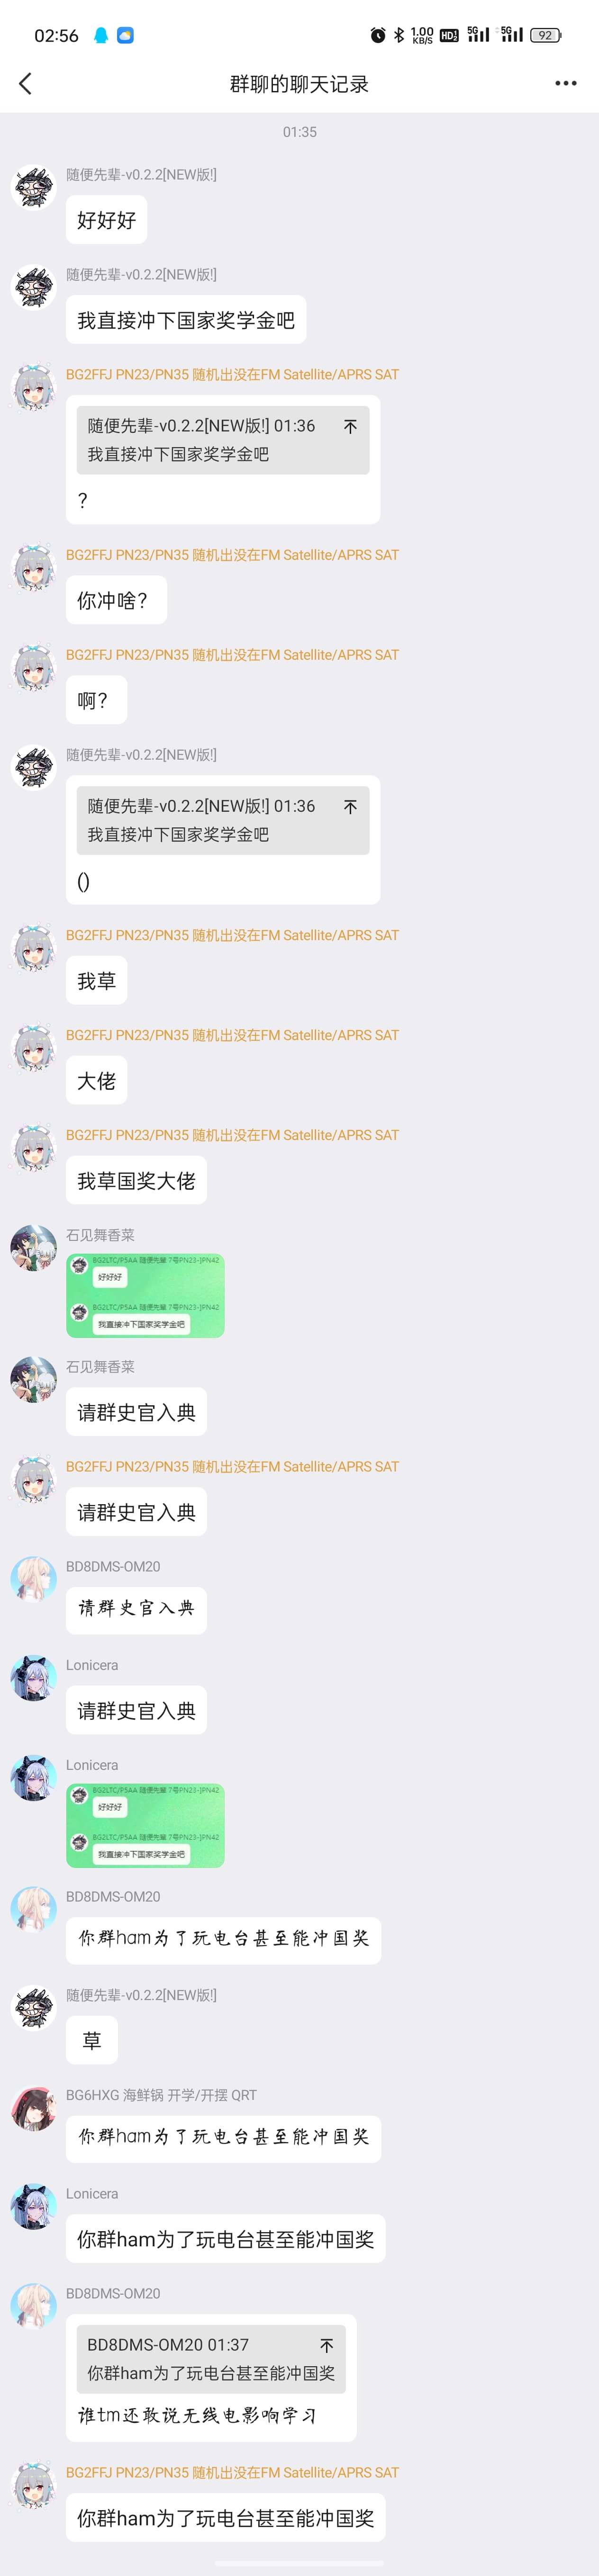 02:56
1.00
KB/S
HD2
5G
5G
92
群聊的聊天记录
01:35
随便先辈-v0.2.2[NEW版!]
好好好
随便先辈-v0.2.2[NEW版!]
我直接冲下国家奖学金吧
BG2FFJ PN23/PN35 随机出没在FM Satellite/APRS SAT
随便先辈-v0.2.2[NEW版!] 01:36
我直接冲下国家奖学金吧
？
BG2FFJ PN23/PN35 随机出没在FM Satellite/APRS SAT
你冲啥？
BG2FFJ PN23/PN35 随机出没在FM Satellite/APRS SAT
啊？
随便先辈-v0.2.2[NEW版!]
随便先辈-v0.2.2[NEW版!] 01:36
我直接冲下国家奖学金吧
()
BG2FFJ PN23/PN35 随机出没在FM Satellite/APRS SAT
我草
BG2FFJ PN23/PN35 随机出没在FM Satellite/APRS SAT
大佬
BG2FFJ PN23/PN35 随机出没在FM Satellite/APRS SAT
我草国奖大佬
石见舞香菜
BG2LTC/P5AA 随便先辈 7号PN23-]PN42
好好好
BG2LTC/P5AA 随便先辈 7号PN23-]PN42
我直接冲下国家奖学金吧
石见舞香菜
请群史官入典
BG2FFJ PN23/PN35 随机出没在FM Satellite/APRS SAT
请群史官入典
BD8DMS-OM20
请群史官入典
Lonicera
请群史官入典
Lonicera
BG2LTC/P5AA 随便先辈 7号PN23-]PN42
好好好
BG2LTC/P5AA 随便先辈 7号PN23-]PN42
我直接冲下国家奖学金吧
BD8DMS-OM20
你群ham为了玩电台甚至能冲国奖
随便先辈-v0.2.2[NEW版!]
草
BG6HXG 海鲜锅 开学/开摆 QRT
你群ham为了玩电台甚至能冲国奖
Lonicera
你群ham为了玩电台甚至能冲国奖
BD8DMS-OM20
BD8DMS-OM20 01:37
你群ham为了玩电台甚至能冲国奖
谁tm还敢说无线电影响学习
BG2FFJ PN23/PN35 随机出没在FM Satellite/APRS SAT
你群ham为了玩电台甚至能冲国奖